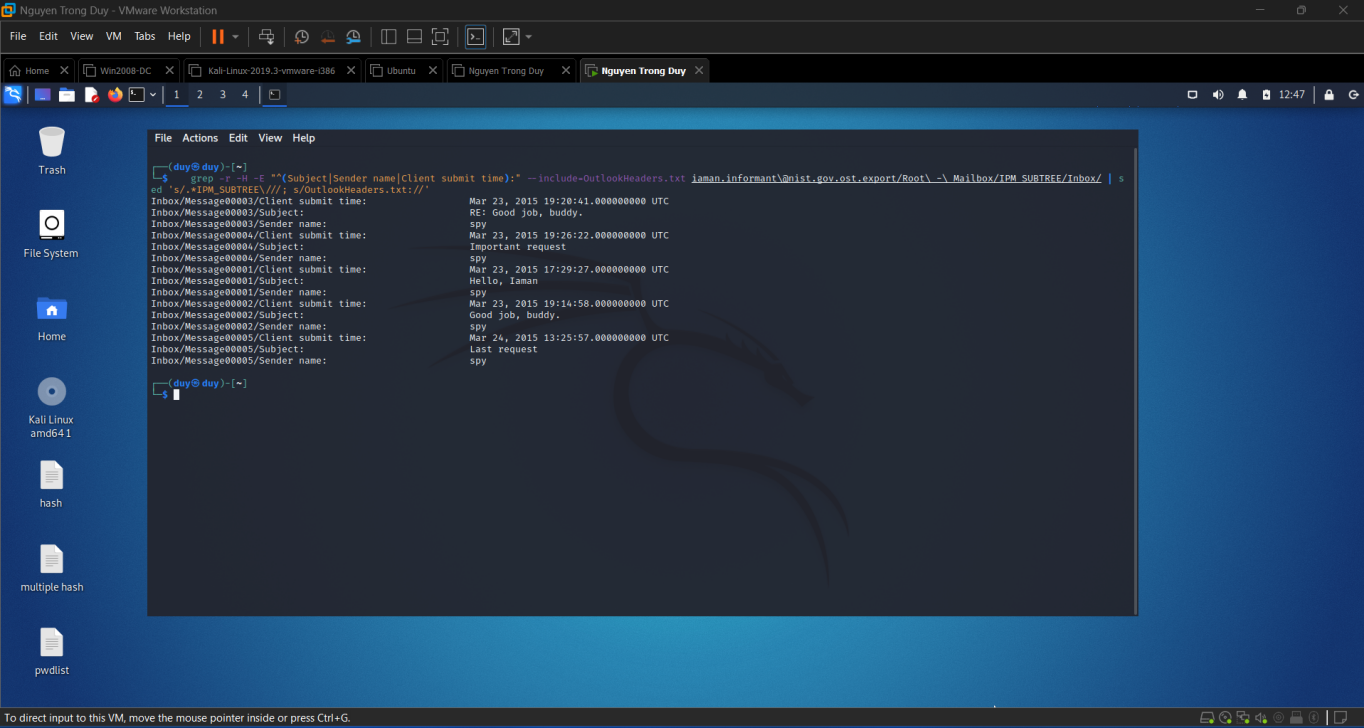 Nguyen Trong Duy - VMware Workstation
File Edit View VM Tabs Help
Home Win2008-DC Kali-Linux-2019.3-vmware-i386 Ubuntu Nguyen Trong Duy Nguyen Trong Duy
1 2 3 4 12:47
File Actions Edit View Help
┌──(duy㉿duy)-[~]
└─$ grep -r -H -E "^(Subject|Sender name|Client submit time):" --include=OutlookHeaders.txt iaman.informant\@nist.gov.ost.export/Root\ -\ Mailbox/IPM_SUBTREE/Inbox/ | s
ed 's/.*IPM_SUBTREE\///; s/OutlookHeaders.txt://'
Inbox/Message00003/Client submit time: Mar 23, 2015 19:20:41.000000000 UTC
Inbox/Message00003/Subject: RE: Good job, buddy.
Inbox/Message00003/Sender name: spy
Inbox/Message00004/Client submit time: Mar 23, 2015 19:26:22.000000000 UTC
Inbox/Message00004/Subject: Important request
Inbox/Message00004/Sender name: spy
Inbox/Message00001/Client submit time: Mar 23, 2015 17:29:27.000000000 UTC
Inbox/Message00001/Subject: Hello, Iaman
Inbox/Message00001/Sender name: spy
Inbox/Message00002/Client submit time: Mar 23, 2015 19:14:58.000000000 UTC
Inbox/Message00002/Subject: Good job, buddy.
Inbox/Message00002/Sender name: spy
Inbox/Message00005/Client submit time: Mar 24, 2015 13:25:57.000000000 UTC
Inbox/Message00005/Subject: Last request
Inbox/Message00005/Sender name: spy
┌──(duy㉿duy)-[~]
└─$
Trash
File System
Home
Kali Linux
amd64 1
hash
multiple hash
pwdlist
To direct input to this VM, move the mouse pointer inside or press Ctrl+G.